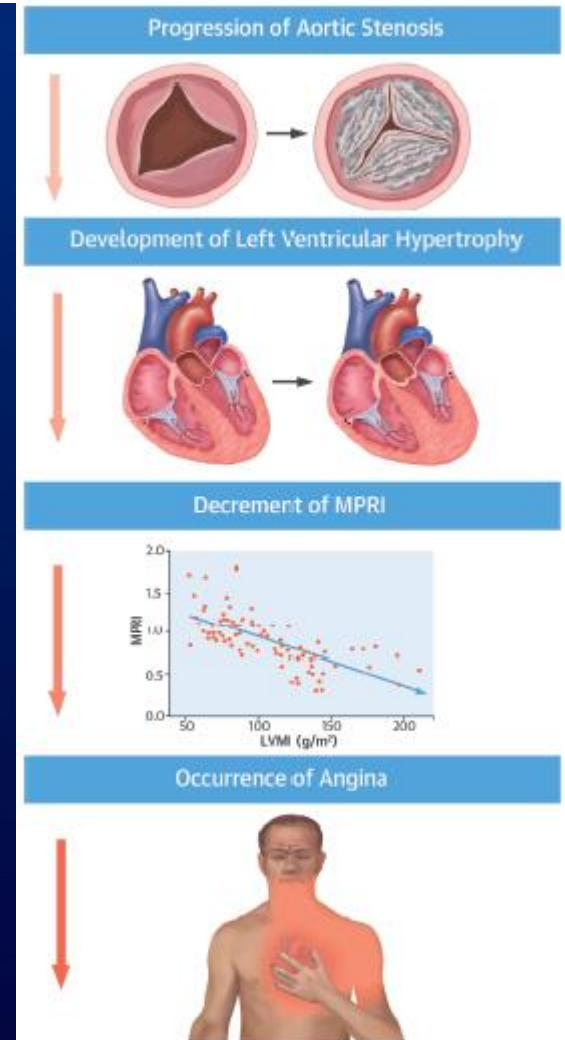 Progression of Aortic Stenosis
Development of Left Ventricular Hypertrophy
Decrement of MPRI
2.0
1.5
1.0
0.5
0.0
MPRI
50 100 150 200
LVMI (g/m²)
Occurrence of Angina